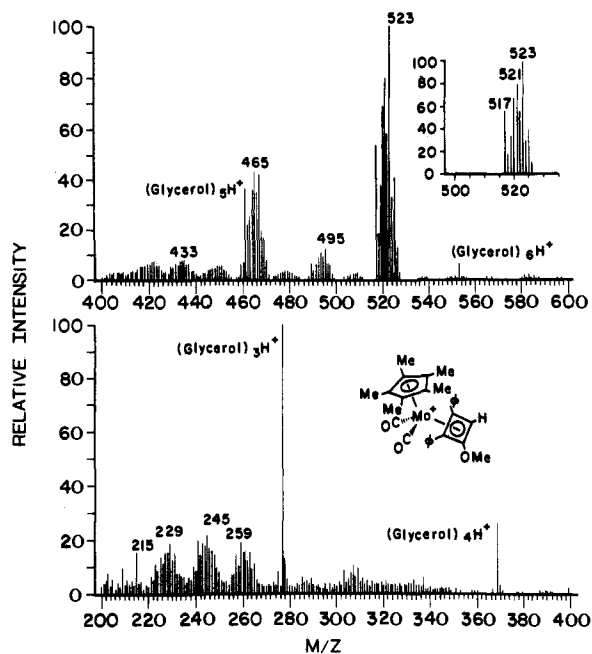 RELATIVE INTENSITY
100
80
60
40
20
0
523
465
(Glycerol) 5H+
433
495
(Glycerol) 6H+
100
80
60
40
20
0
523
521
517
500
520
400
420
440
460
480
500
520
540
560
580
600
100
80
60
40
20
0
(Glycerol) 3H+
215
229
245
259
(Glycerol) 4H+
Me
Me
Me
Me
Me
Mo+
OC
OC
ϕ
ϕ
H
OMe
200
220
240
260
280
300
320
340
360
380
400
M/Z